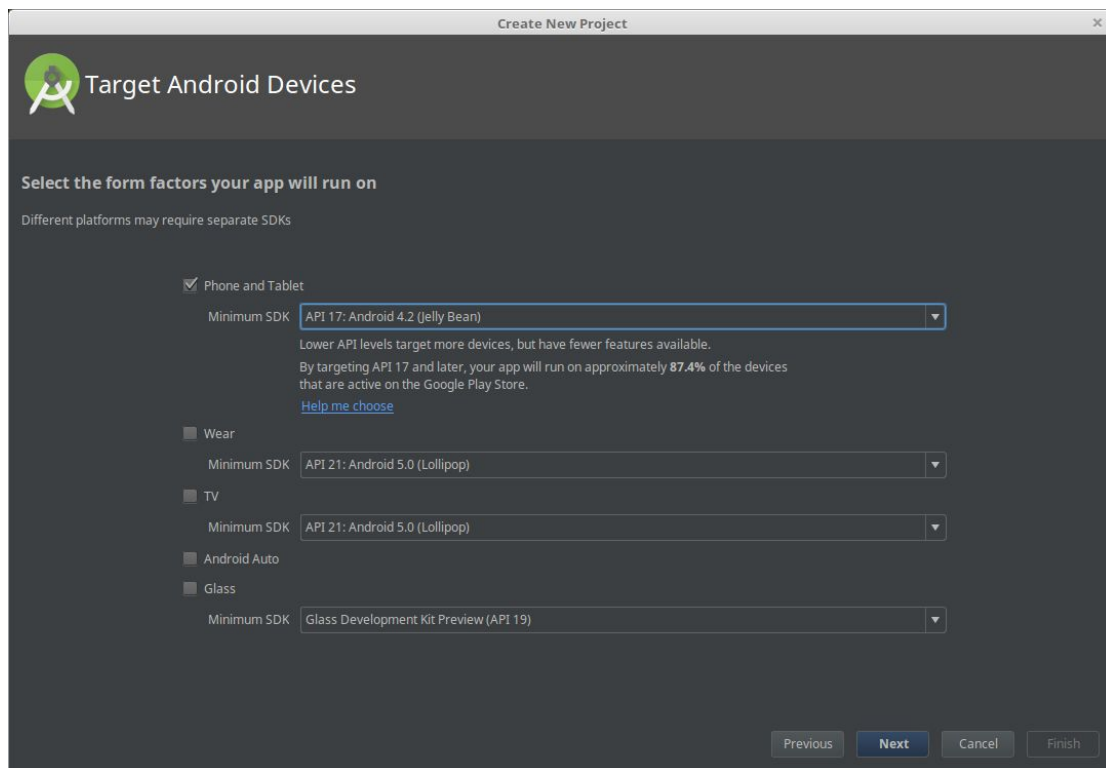 Create New Project
Target Android Devices
Select the form factors your app will run on
Different platforms may require separate SDKs
Phone and Tablet
Minimum SDK API 17: Android 4.2 (Jelly Bean)
Lower API levels target more devices, but have fewer features available.
By targeting API 17 and later, your app will run on approximately 87.4% of the devices
that are active on the Google Play Store.
Help me choose
Wear
Minimum SDK API 21: Android 5.0 (Lollipop)
TV
Minimum SDK API 21: Android 5.0 (Lollipop)
Android Auto
Glass
Minimum SDK Glass Development Kit Preview (API 19)
Previous Next Cancel Finish